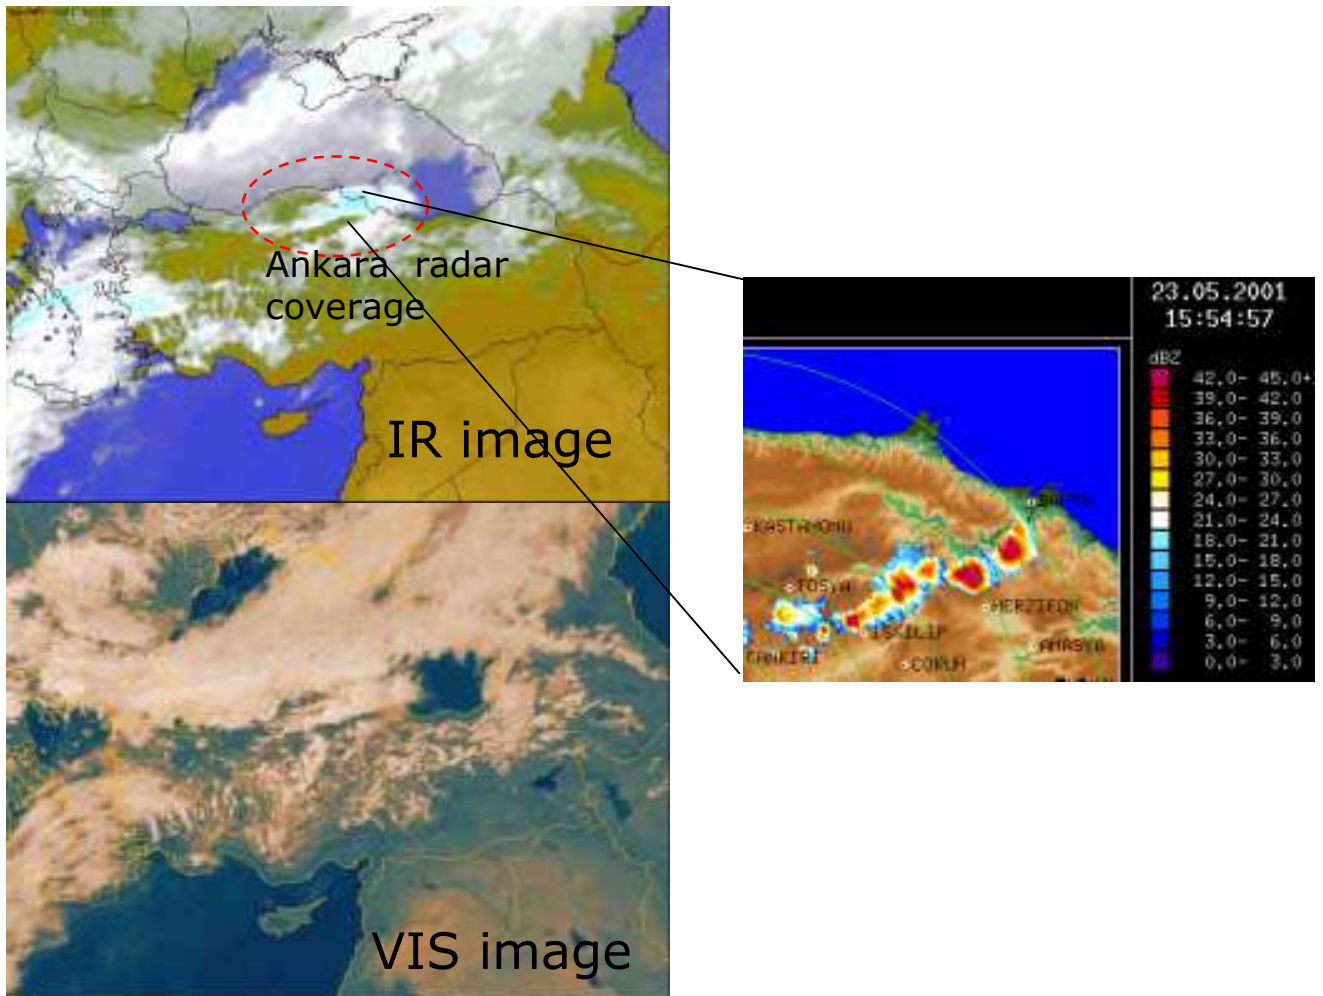 Ankara radar
coverage
IR image
VIS image
23.05.2001
15:54:57
dBZ
42.0- 45.0+
39.0- 42.0
36.0- 39.0
33.0- 36.0
30.0- 33.0
27.0- 30.0
24.0- 27.0
21.0- 24.0
18.0- 21.0
15.0- 18.0
12.0- 15.0
9.0- 12.0
6.0- 9.0
3.0- 6.0
0.0- 3.0
BAFRA
KASTAMONU
TOSYA
MERZIFON
ISKILIP
AMASYA
CANKIRI
CORUM